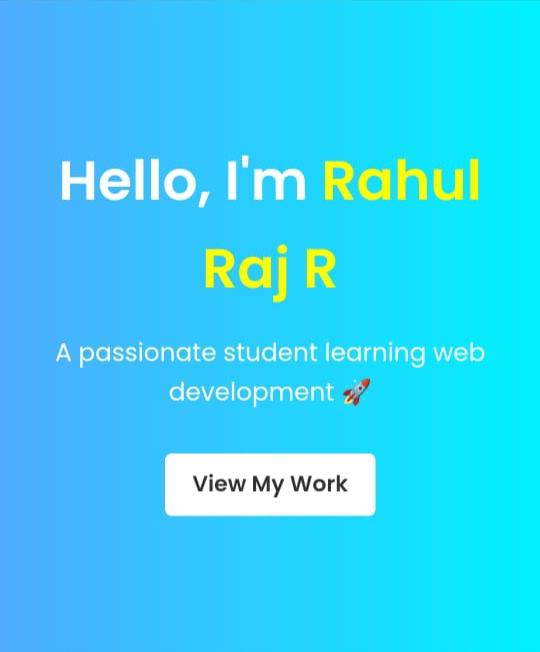 Hello, I'm Rahul
Raj R
A passionate student learning web
development 🚀
View My Work